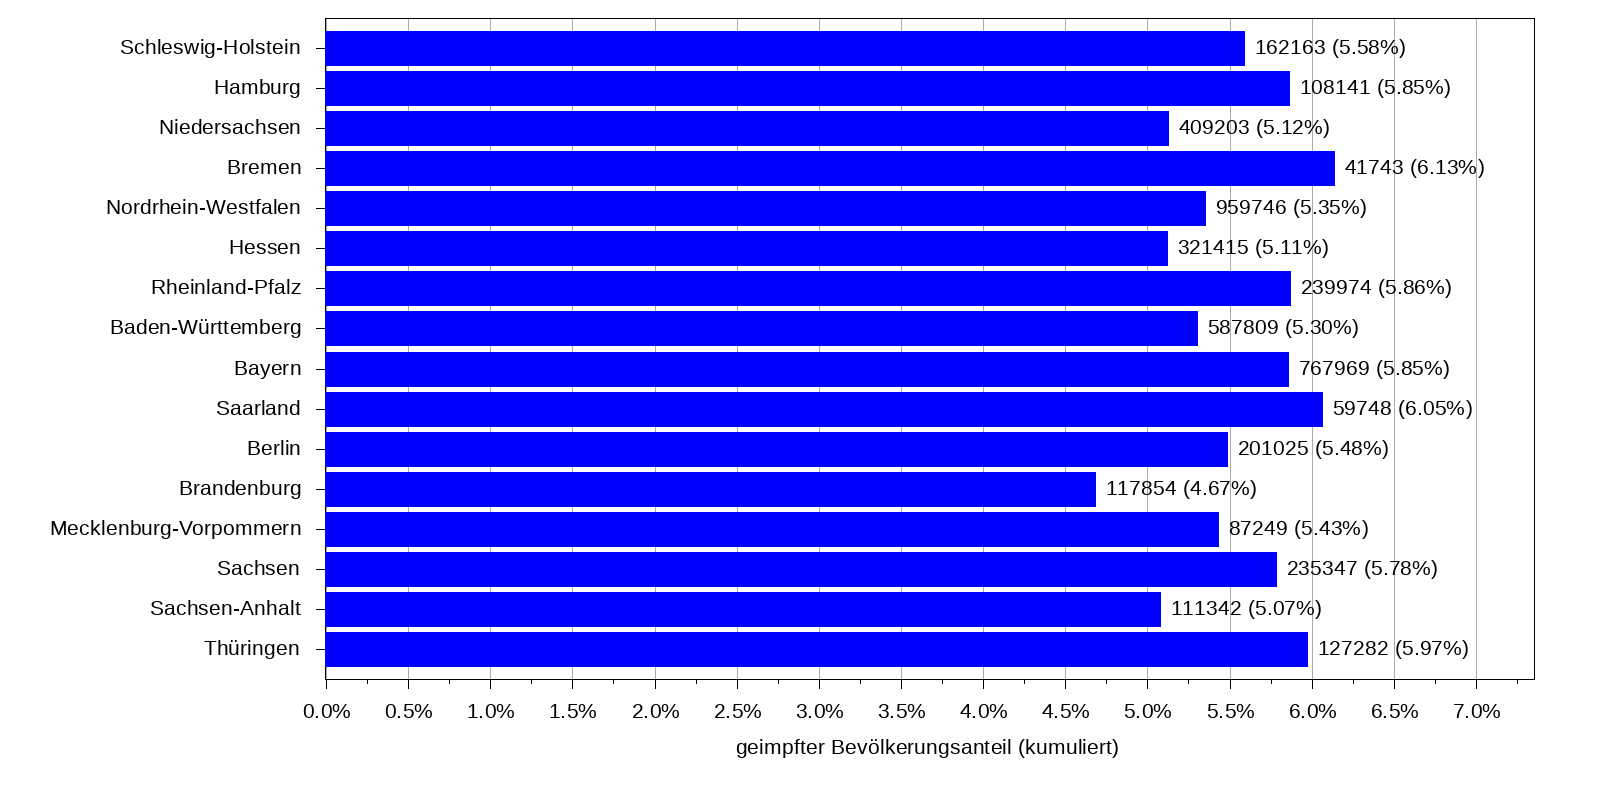 Schleswig-Holstein 162163 (5.58%)
Hamburg 108141 (5.85%)
Niedersachsen 409203 (5.12%)
Bremen 41743 (6.13%)
Nordrhein-Westfalen 959746 (5.35%)
Hessen 321415 (5.11%)
Rheinland-Pfalz 239974 (5.86%)
Baden-Württemberg 587809 (5.30%)
Bayern 767969 (5.85%)
Saarland 59748 (6.05%)
Berlin 201025 (5.48%)
Brandenburg 117854 (4.67%)
Mecklenburg-Vorpommern 87249 (5.43%)
Sachsen 235347 (5.78%)
Sachsen-Anhalt 111342 (5.07%)
Thüringen 127282 (5.97%)
0.0% 0.5% 1.0% 1.5% 2.0% 2.5% 3.0% 3.5% 4.0% 4.5% 5.0% 5.5% 6.0% 6.5% 7.0%
geimpfter Bevölkerungsanteil (kumuliert)